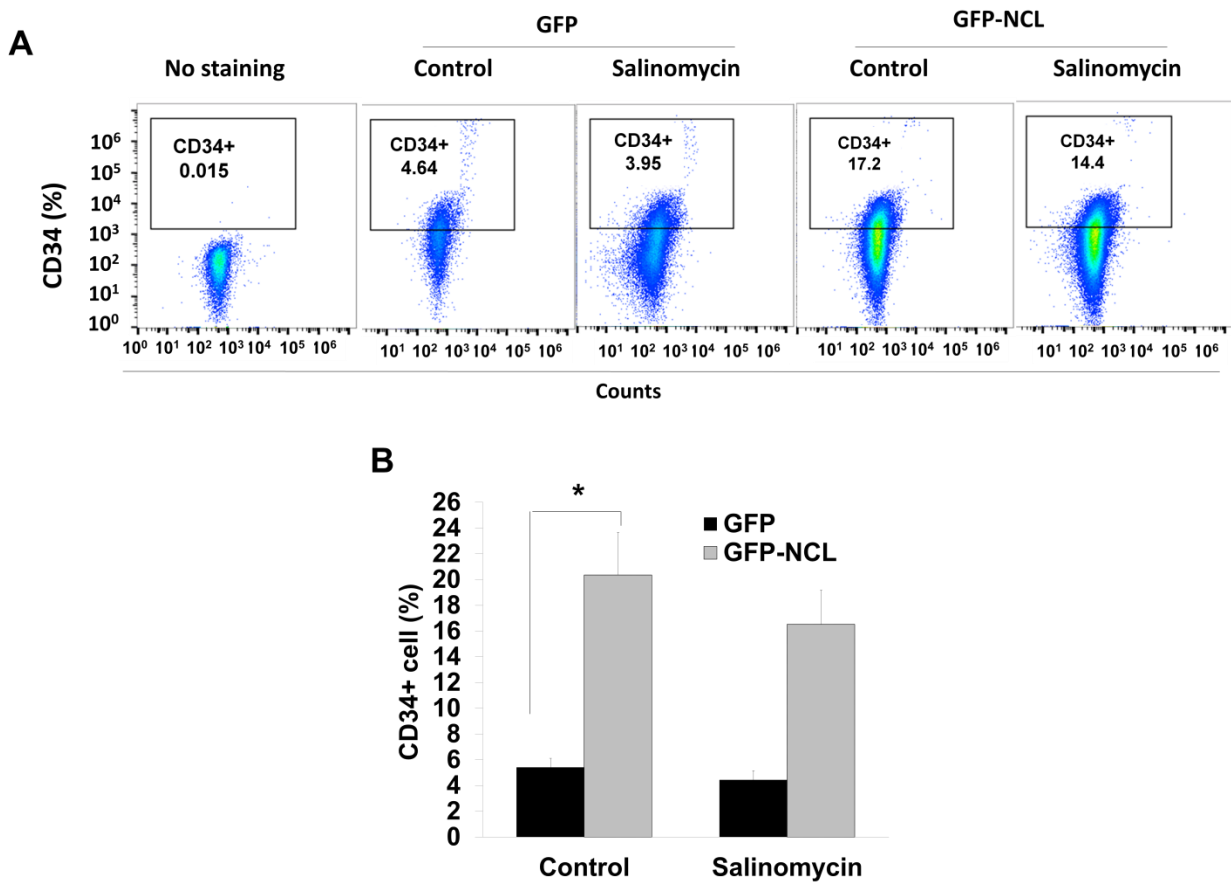 A
GFP
GFP-NCL
No staining
Control
Salinomycin
Control
Salinomycin
CD34 (%)
10⁶
10⁵
10⁴
10³
10²
10¹
10⁰
CD34+
0.015
CD34+
4.64
CD34+
3.95
CD34+
17.2
CD34+
14.4
10⁰ 10¹ 10² 10³ 10⁴ 10⁵ 10⁶
10¹ 10² 10³ 10⁴ 10⁵ 10⁶
10¹ 10² 10³ 10⁴ 10⁵ 10⁶
10¹ 10² 10³ 10⁴ 10⁵ 10⁶
10¹ 10² 10³ 10⁴ 10⁵ 10⁶
Counts
B
*
GFP
GFP-NCL
CD34+ cell (%)
26
24
22
20
18
16
14
12
10
8
6
4
2
0
Control
Salinomycin